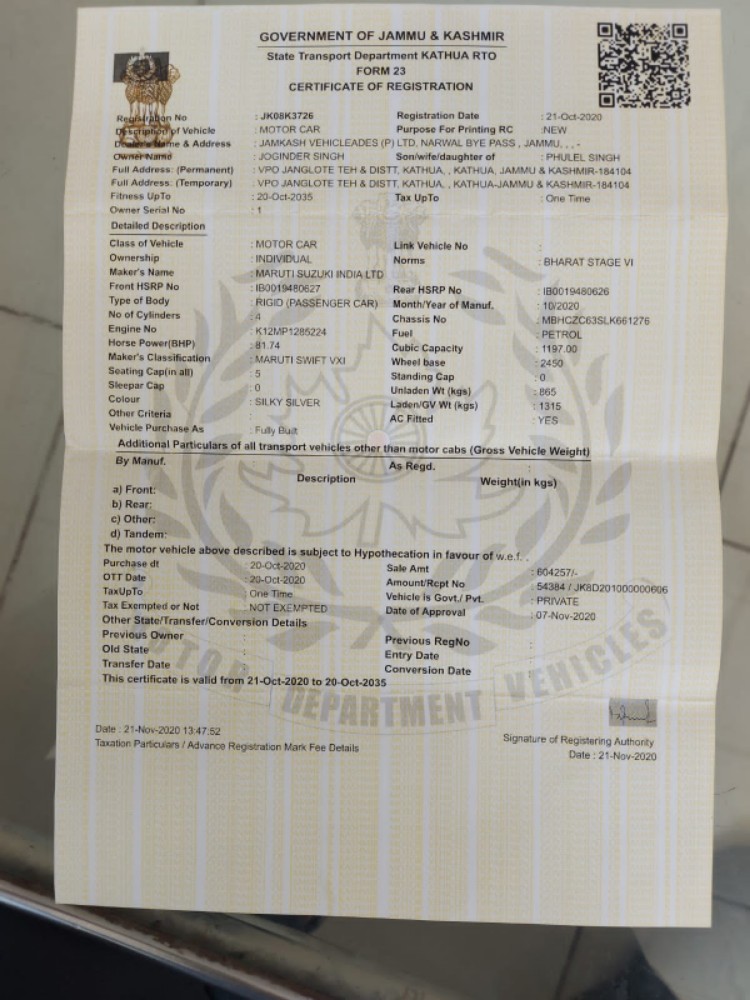 GOVERNMENT OF JAMMU & KASHMIR
State Transport Department KATHUA RTO
FORM 23
CERTIFICATE OF REGISTRATION
Registration No : JK08K3726 Registration Date : 21-Oct-2020
Description of Vehicle : MOTOR CAR Purpose For Printing RC :NEW
Dealer's Name & Address : JAMKASH VEHICLEADES (P) LTD, NARWAL BYE PASS , JAMMU, , , -
Owner Name : JOGINDER SINGH Son/wife/daughter of : PHULEL SINGH
Full Address: (Permanent) : VPO JANGLOTE TEH & DISTT, KATHUA, , KATHUA, JAMMU & KASHMIR-184104
Full Address: (Temporary) : VPO JANGLOTE TEH & DISTT, KATHUA, , KATHUA-JAMMU & KASHMIR-184104
Fitness UpTo : 20-Oct-2035 Tax UpTo : One Time
Owner Serial No : 1
Detailed Description
Class of Vehicle : MOTOR CAR Link Vehicle No :
Ownership : INDIVIDUAL Norms : BHARAT STAGE VI
Maker's Name : MARUTI SUZUKI INDIA LTD
Front HSRP No : IB0019480627 Rear HSRP No : IB0019480626
Type of Body : RIGID (PASSENGER CAR) Month/Year of Manuf. : 10/2020
No of Cylinders : 4 Chassis No : MBHCZC63SLK661276
Engine No : K12MP1285224 Fuel : PETROL
Horse Power(BHP) : 81.74 Cubic Capacity : 1197.00
Maker's Classification : MARUTI SWIFT VXI Wheel base : 2450
Seating Cap(in all) : 5 Standing Cap : 0
Sleepar Cap : 0 Unladen Wt (kgs) : 865
Colour : SILKY SILVER Laden/GV Wt (kgs) : 1315
Other Criteria : AC Fitted : YES
Vehicle Purchase As : Fully Built
Additional Particulars of all transport vehicles other than motor cabs (Gross Vehicle Weight)
By Manuf. : As Regd. :
Description Weight(in kgs)
a) Front:
b) Rear:
c) Other:
d) Tandem:
The motor vehicle above described is subject to Hypothecation in favour of w.e.f. .
Purchase dt : 20-Oct-2020 Sale Amt : 604257/-
OTT Date : 20-Oct-2020 Amount/Rcpt No : 54384 / JK8D201000000606
TaxUpTo : One Time Vehicle is Govt./ Pvt. : PRIVATE
Tax Exempted or Not : NOT EXEMPTED Date of Approval : 07-Nov-2020
Other State/Transfer/Conversion Details
Previous Owner : Previous RegNo :
Old State : Entry Date :
Transfer Date : Conversion Date :
This certificate is valid from 21-Oct-2020 to 20-Oct-2035
MOTOR DEPARTMENT VEHICLES
Date : 21-Nov-2020 13:47:52 Signature of Registering Authority
Taxation Particulars / Advance Registration Mark Fee Details Date : 21-Nov-2020